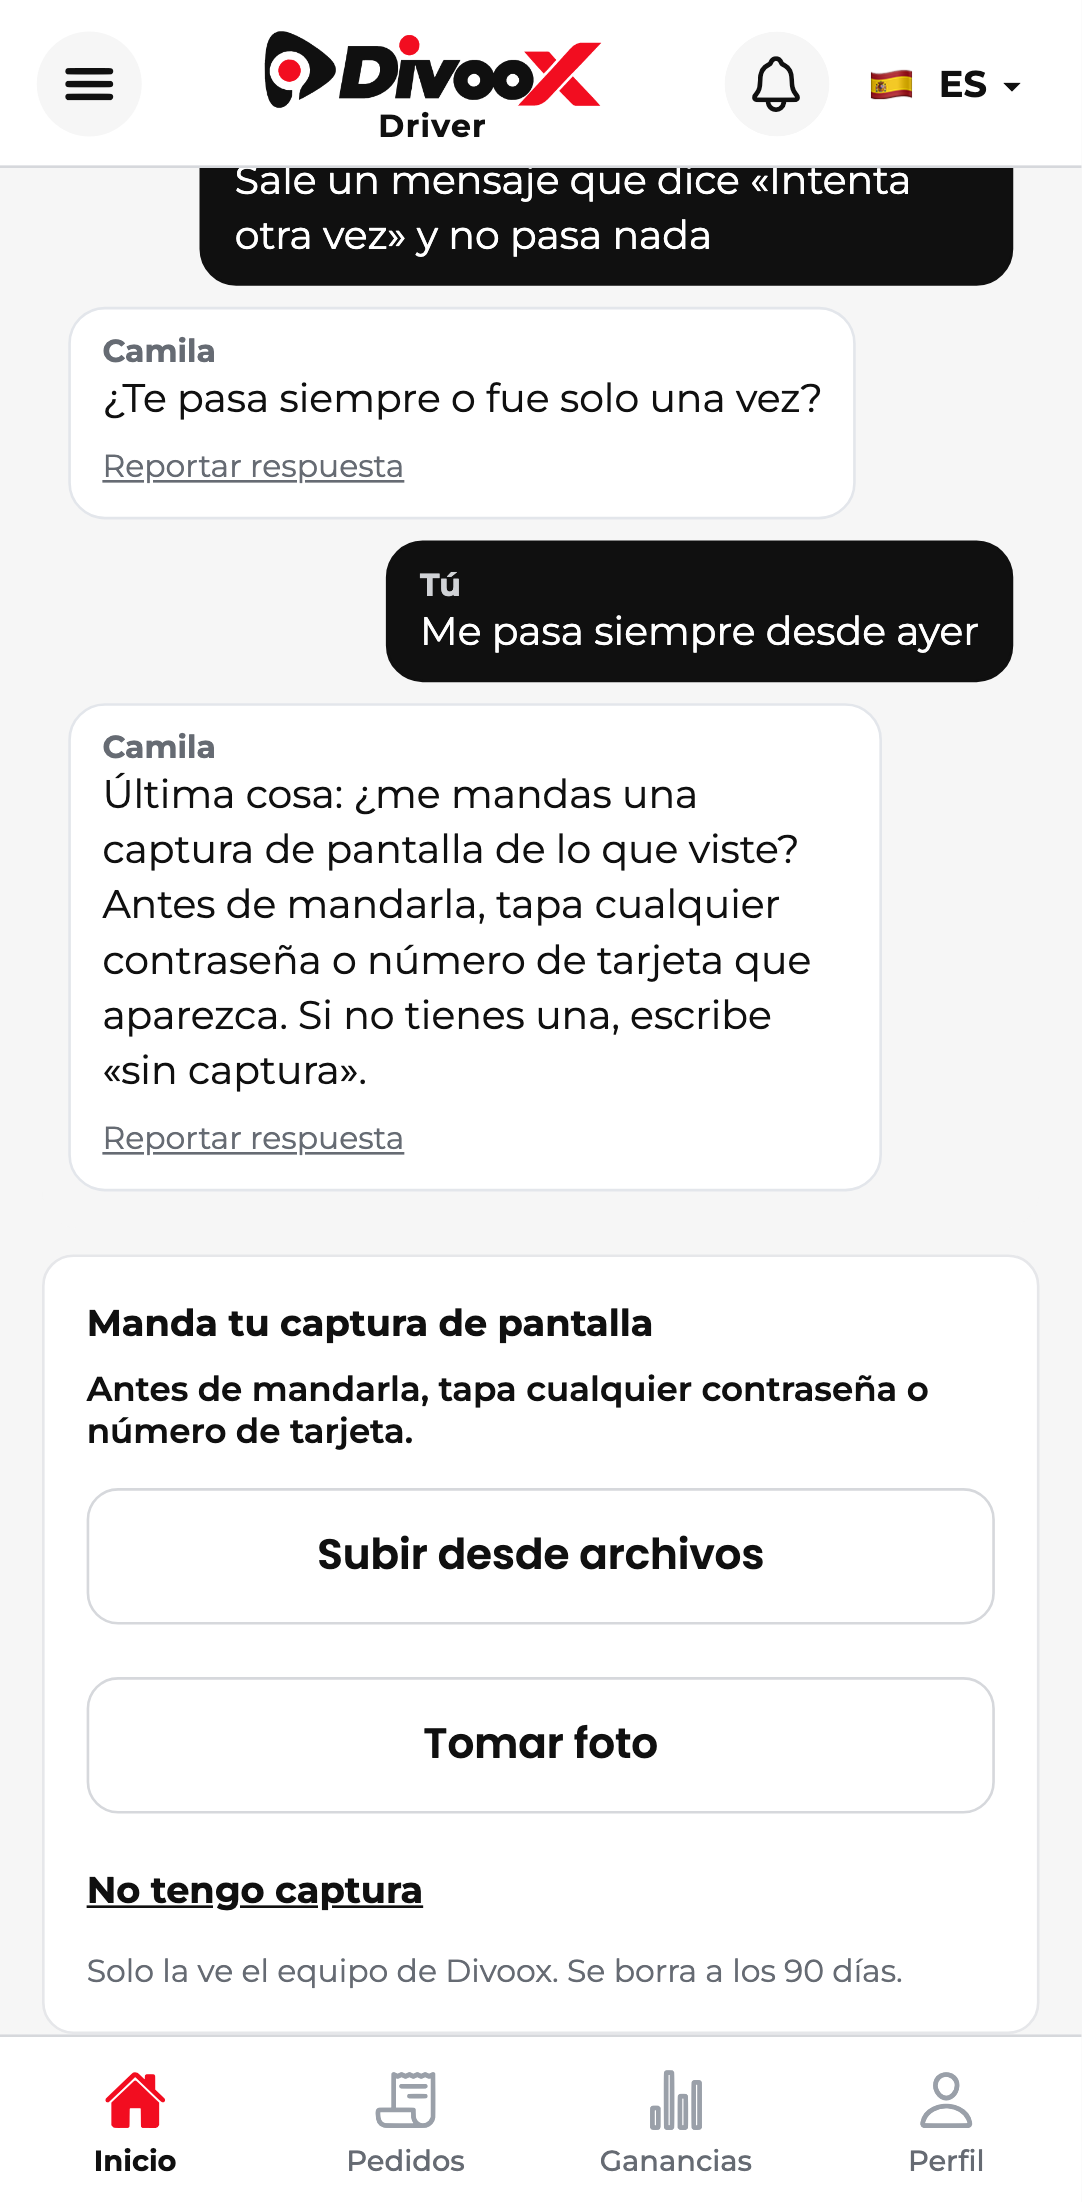 DivooX
Driver
ES
Sale un mensaje que dice «Intenta
otra vez» y no pasa nada
Camila
¿Te pasa siempre o fue solo una vez?
Reportar respuesta
Tú
Me pasa siempre desde ayer
Camila
Última cosa: ¿me mandas una
captura de pantalla de lo que viste?
Antes de mandarla, tapa cualquier
contraseña o número de tarjeta que
aparezca. Si no tienes una, escribe
«sin captura».
Reportar respuesta
Manda tu captura de pantalla
Antes de mandarla, tapa cualquier contraseña o
número de tarjeta.
Subir desde archivos
Tomar foto
No tengo captura
Solo la ve el equipo de Divoox. Se borra a los 90 días.
Inicio
Pedidos
Ganancias
Perfil